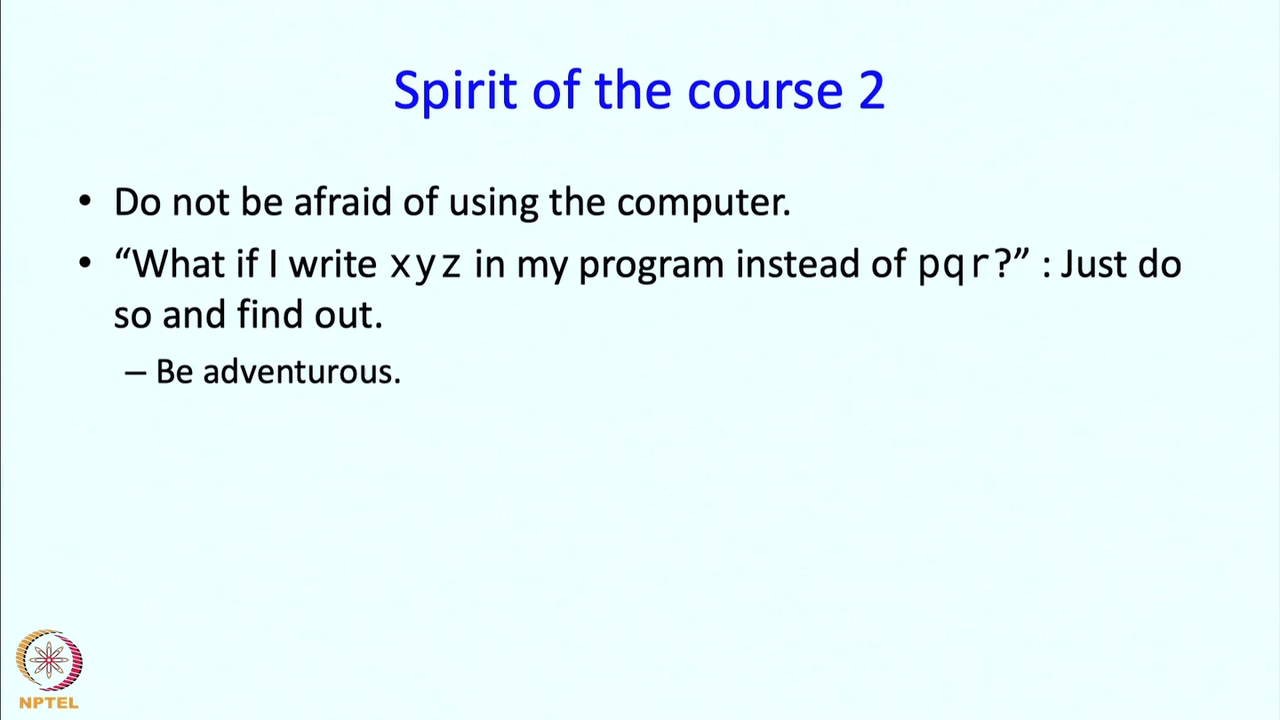 Spirit of the course 2
• Do not be afraid of using the computer.
• “What if I write xyz in my program instead of pqr?” : Just do
so and find out.
– Be adventurous.
NPTEL